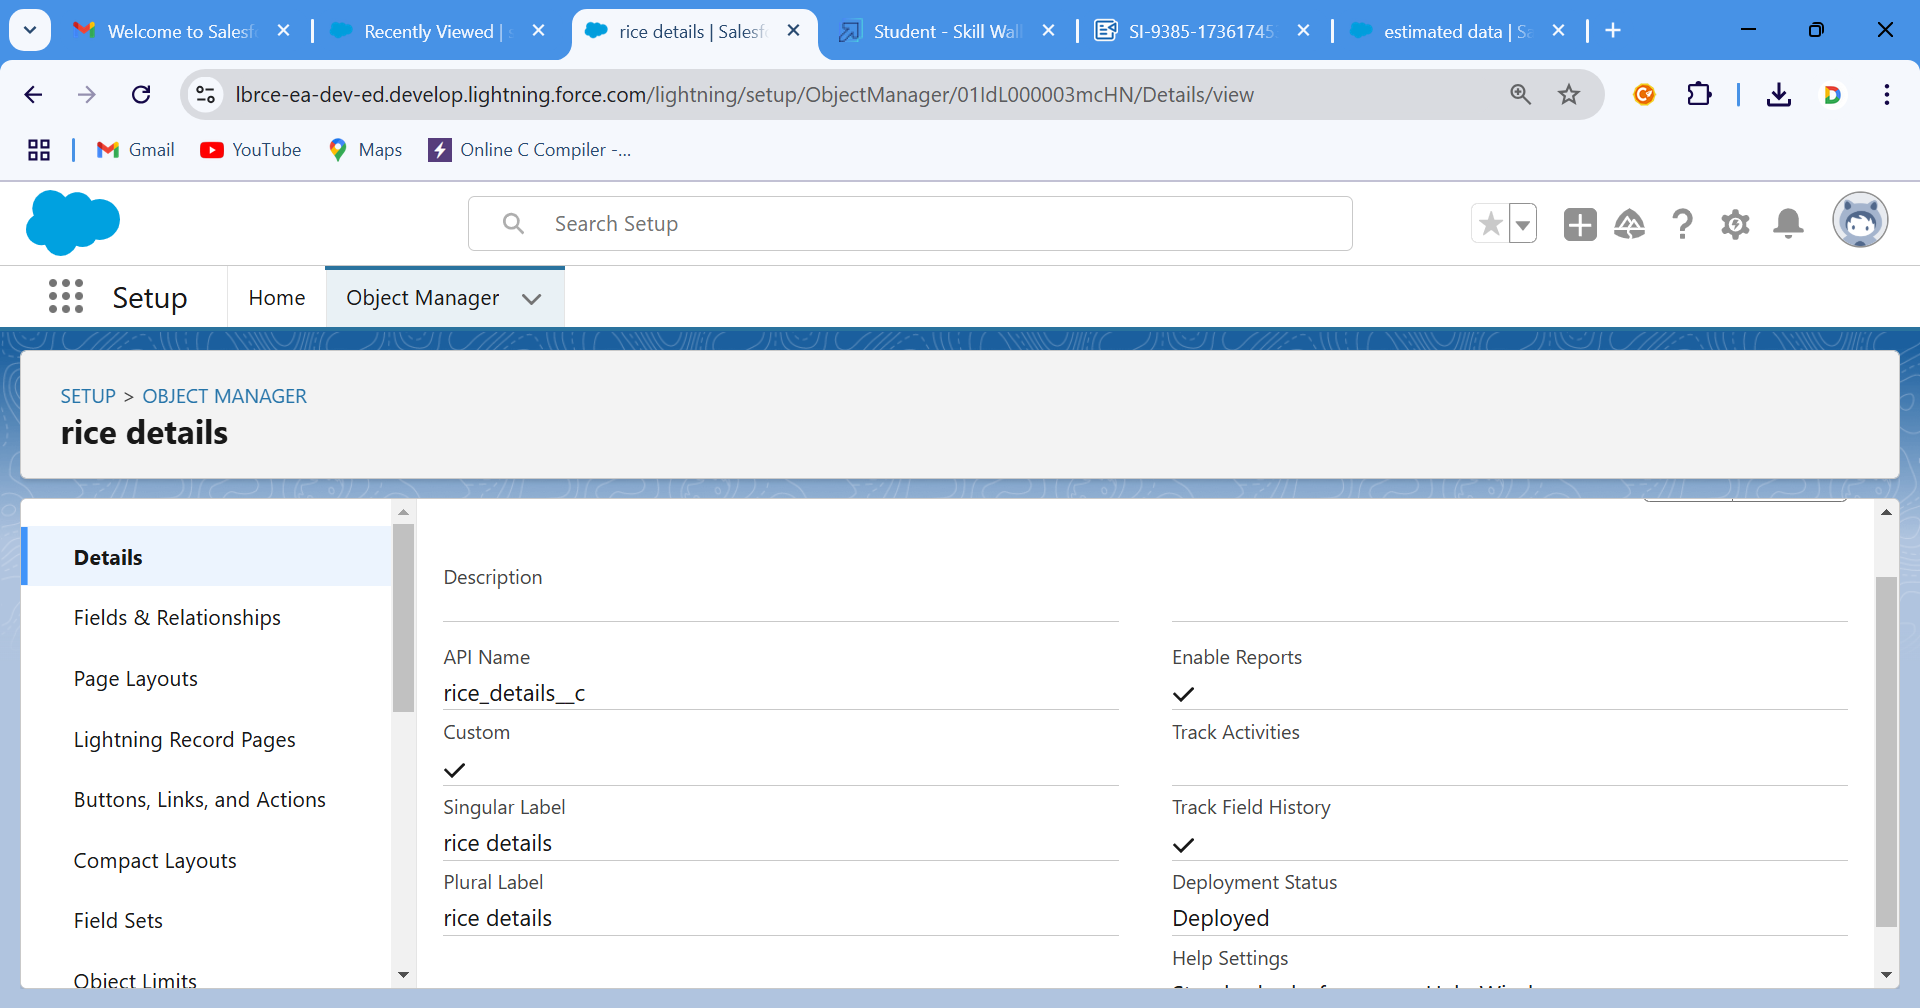 Welcome to Salesf
Recently Viewed |
rice details | Salesf
Student - Skill Wall
SI-9385-17361745
estimated data | Sa
lbrce-ea-dev-ed.develop.lightning.force.com/lightning/setup/ObjectManager/01IdL000003mcHN/Details/view
Gmail
YouTube
Maps
Online C Compiler -...
Search Setup
Setup
Home
Object Manager
SETUP > OBJECT MANAGER
rice details
Details
Fields & Relationships
Page Layouts
Lightning Record Pages
Buttons, Links, and Actions
Compact Layouts
Field Sets
Object Limits
Description
API Name
rice_details__c
Custom
Singular Label
rice details
Plural Label
rice details
Enable Reports
Track Activities
Track Field History
Deployment Status
Deployed
Help Settings